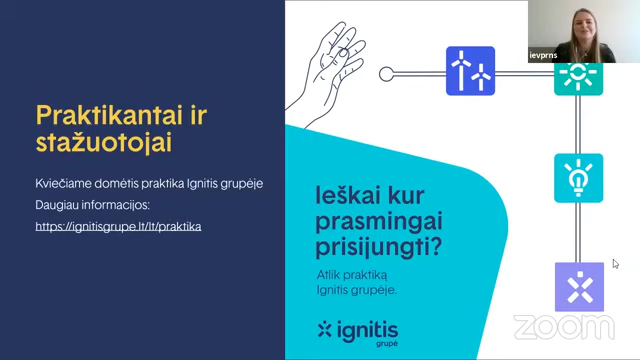 Praktikantai ir
stažuotojai
Kviečiame domėtis praktika Ignitis grupėje
Daugiau informacijos:
https://ignitisgrupe.lt/lt/praktika
Ieškai kur
prasmingai
prisijungti?
Atlik praktiką
Ignitis grupėje.
ignitis
grupė
ievprns
zoom